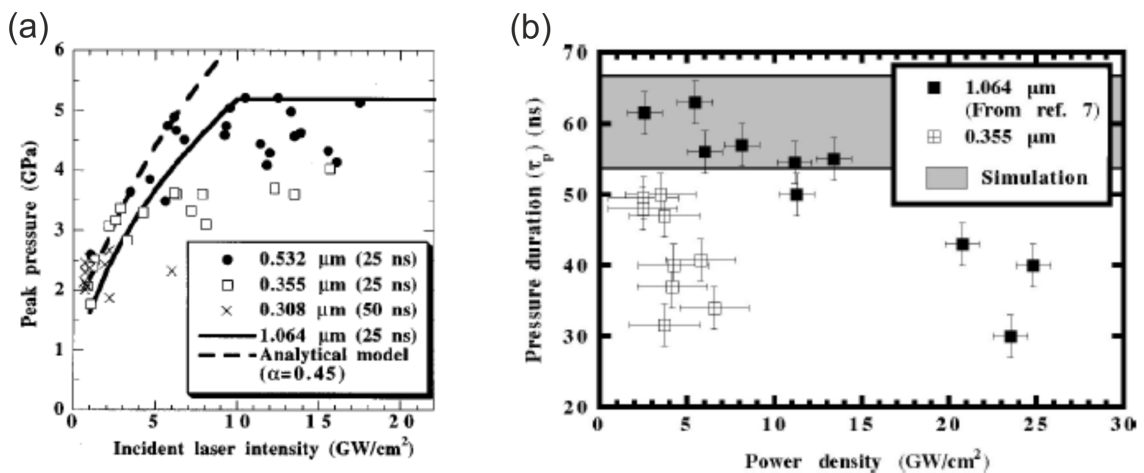 (a)
Peak pressure (GPa)
6
5
4
3
2
1
0
0 5 10 15 20
Incident laser intensity (GW/cm²)
0.532 μm (25 ns)
0.355 μm (25 ns)
0.308 μm (50 ns)
1.064 μm (25 ns)
Analytical model
(α=0.45)
(b)
Pressure duration (τp) (ns)
70
60
50
40
30
20
0 5 10 15 20 25 30
Power density (GW/cm²)
1.064 μm
(From ref. 7)
0.355 μm
Simulation